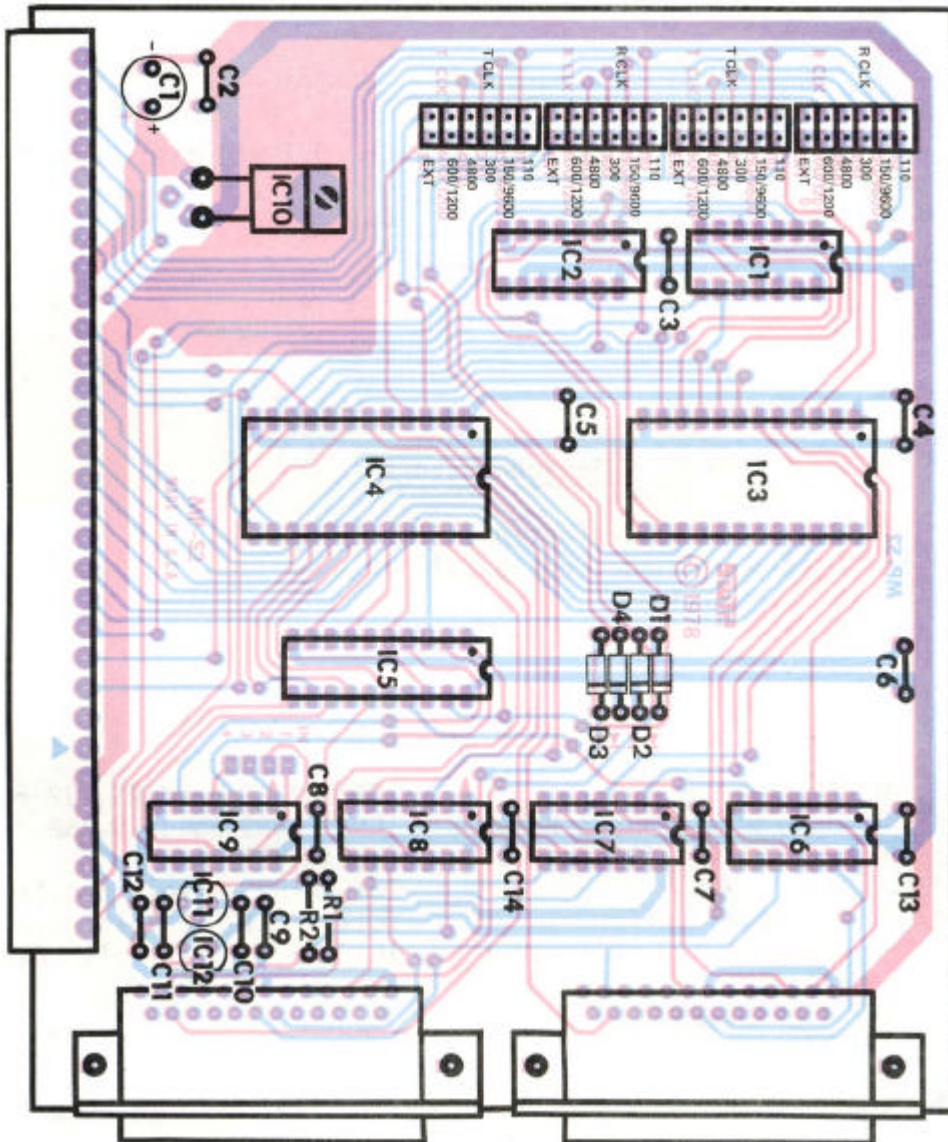 R CLK
T CLK
R CLK
T CLK
110
150/9600
300
4800
600/1200
EXT
110
150/9600
300
4800
600/1200
EXT
110
150/9600
300
4800
600/1200
EXT
110
150/9600
300
4800
600/1200
EXT
-
C1
+
C2
IC10
IC2
C3
IC1
C5
C4
IC4
IC3
MP-S2
© 1978
D4
D1
D3
D2
IC5
C6
C8
IC9
IC8
IC7
IC6
C14
C7
C13
C12
IC11
C11
IC12
C10
C9
R2
R1